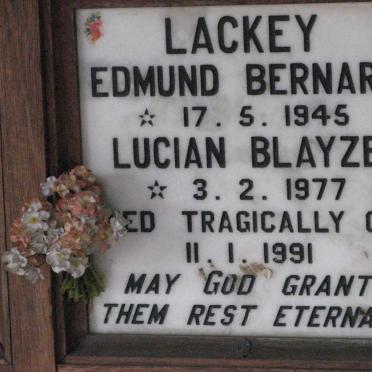 LACKEY
EDMUND BERNAR
☆ 17. 5. 1945
LUCIAN BLAYZE
☆ 3. 2. 1977
ED TRAGICALLY O
11. 1. 1991
MAY GOD GRANT
THEM REST ETERNA